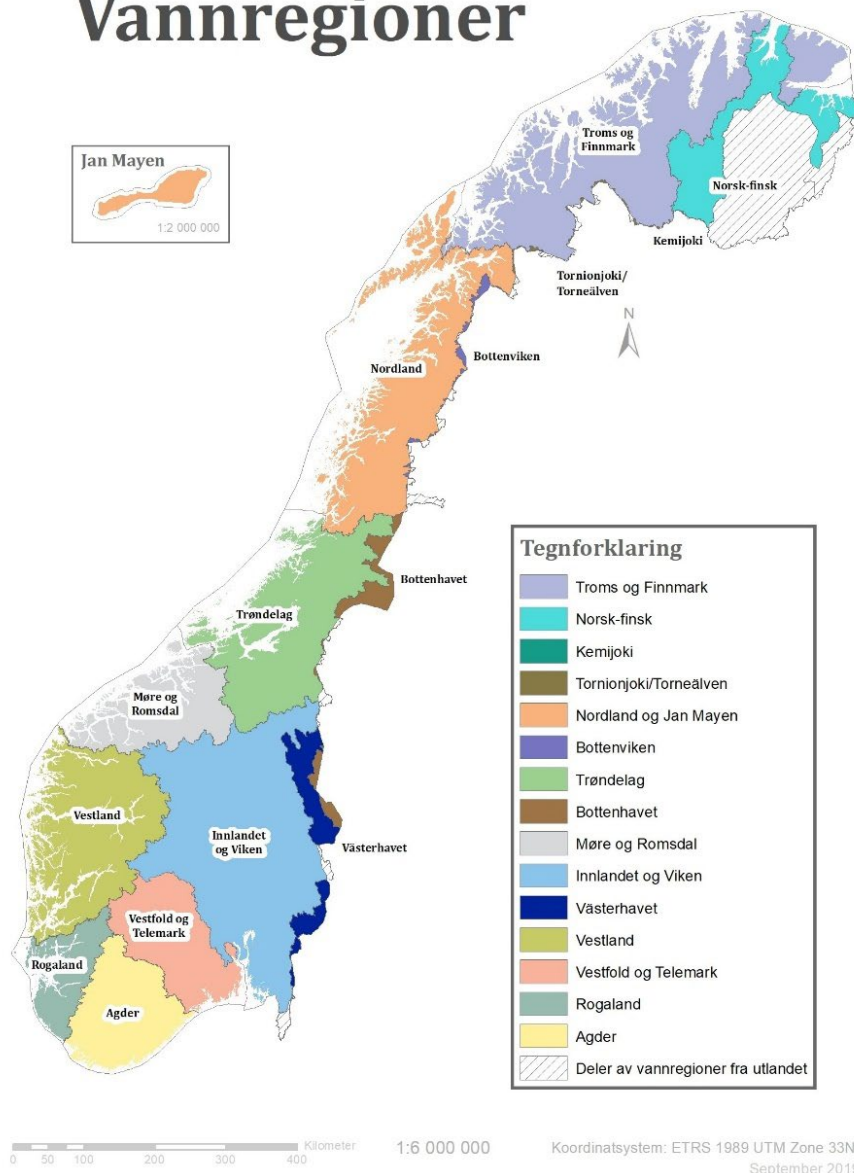 Vannregioner
Jan Mayen
1:2 000 000
Troms og
Finnmark
Norsk-finsk
Kemijoki
Tornionjoki/
Torneälven
N
Bottenviken
Nordland
Bottenhavet
Trøndelag
Møre og
Romsdal
Vestland
Innlandet
og Viken
Västerhavet
Vestfold og
Telemark
Rogaland
Agder
Tegnforklaring
Troms og Finnmark
Norsk-finsk
Kemijoki
Tornionjoki/Torneälven
Nordland og Jan Mayen
Bottenviken
Trøndelag
Bottenhavet
Møre og Romsdal
Innlandet og Viken
Västerhavet
Vestland
Vestfold og Telemark
Rogaland
Agder
Deler av vannregioner fra utlandet
Kilometer
0 50 100 200 300 400
1:6 000 000
Koordinatsystem: ETRS 1989 UTM Zone 33N
September 2019